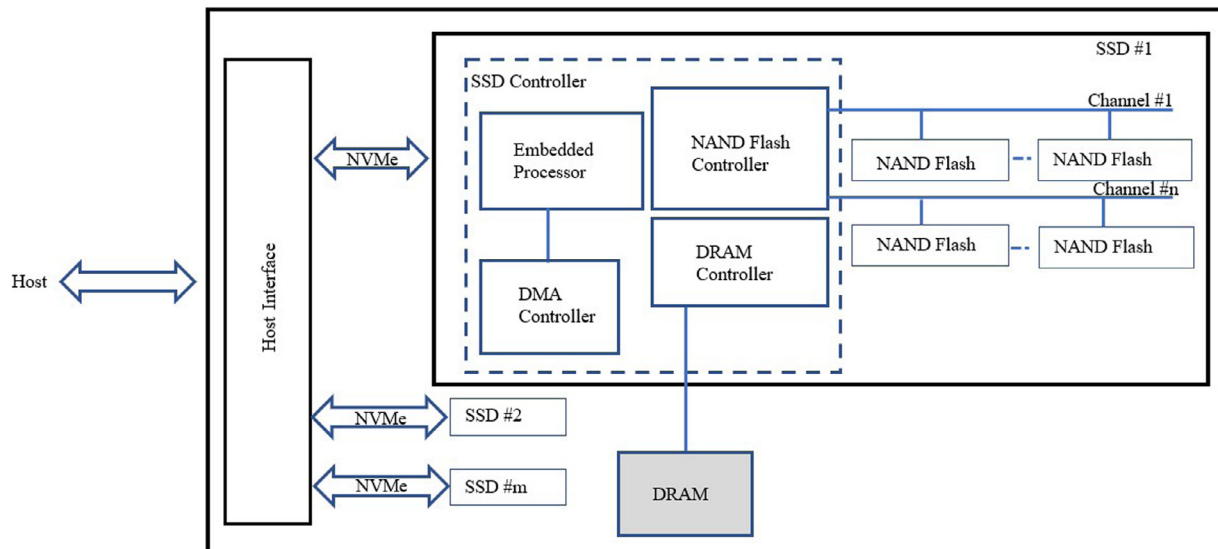 SSD #1
SSD Controller
Embedded
Processor
NAND Flash
Controller
Channel #1
NAND Flash
NAND Flash
Channel #n
NAND Flash
NAND Flash
DRAM
Controller
DMA
Controller
NVMe
Host
Host Interface
NVMe
SSD #2
NVMe
SSD #m
DRAM